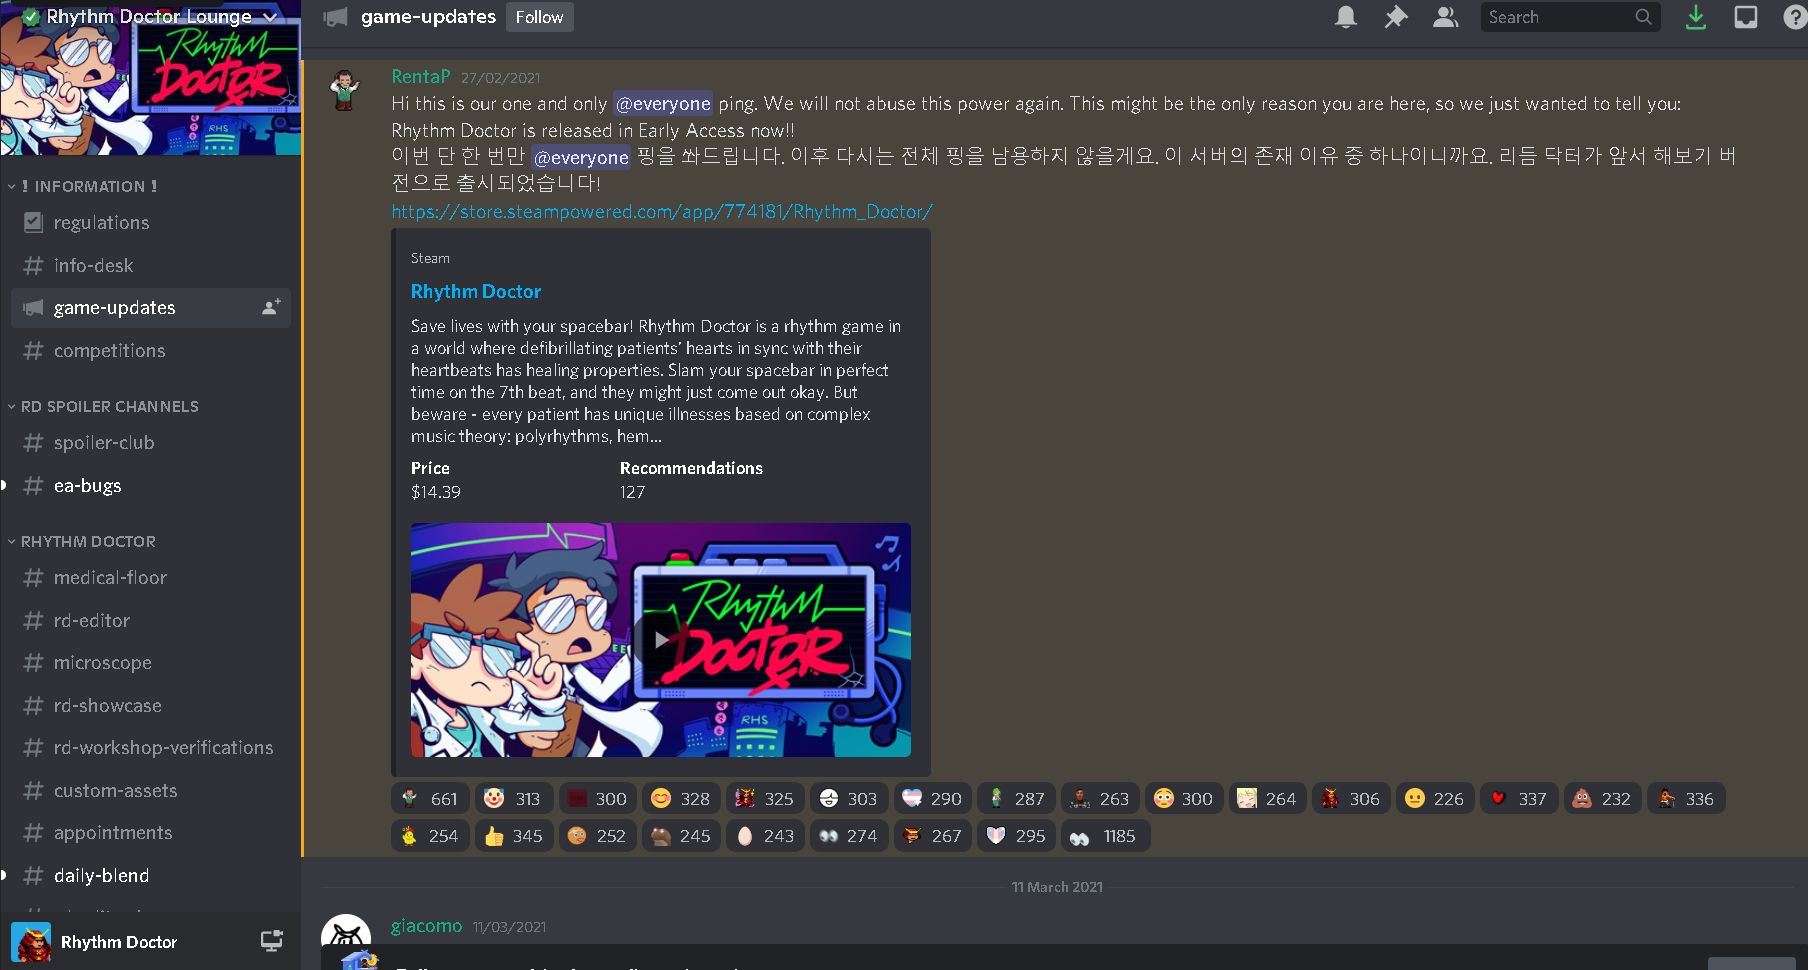 Rhythm Doctor Lounge
Rhythm
Doctor
RHS
! INFORMATION !
regulations
info-desk
game-updates
competitions
RD SPOILER CHANNELS
spoiler-club
ea-bugs
RHYTHM DOCTOR
medical-floor
rd-editor
microscope
rd-showcase
rd-workshop-verifications
custom-assets
appointments
daily-blend
Rhythm Doctor
game-updates Follow
Search
RentaP 27/02/2021
Hi this is our one and only @everyone ping. We will not abuse this power again. This might be the only reason you are here, so we just wanted to tell you:
Rhythm Doctor is released in Early Access now!!
이번 단 한 번만 @everyone 핑을 쏴드립니다. 이후 다시는 전체 핑을 남용하지 않을게요. 이 서버의 존재 이유 중 하나이니까요. 리듬 닥터가 앞서 해보기 버
전으로 출시되었습니다!
https://store.steampowered.com/app/774181/Rhythm_Doctor/
Steam
Rhythm Doctor
Save lives with your spacebar! Rhythm Doctor is a rhythm game in
a world where defibrillating patients’ hearts in sync with their
heartbeats has healing properties. Slam your spacebar in perfect
time on the 7th beat, and they might just come out okay. But
beware - every patient has unique illnesses based on complex
music theory: polyrhythms, hem...
Price Recommendations
$14.39 127
Rhythm
Doctor
RHS
661 313 300 328 325 303 290 287 263 300 264 306 226 337 232 336
254 345 252 245 243 274 267 295 1185
11 March 2021
giacomo 11/03/2021